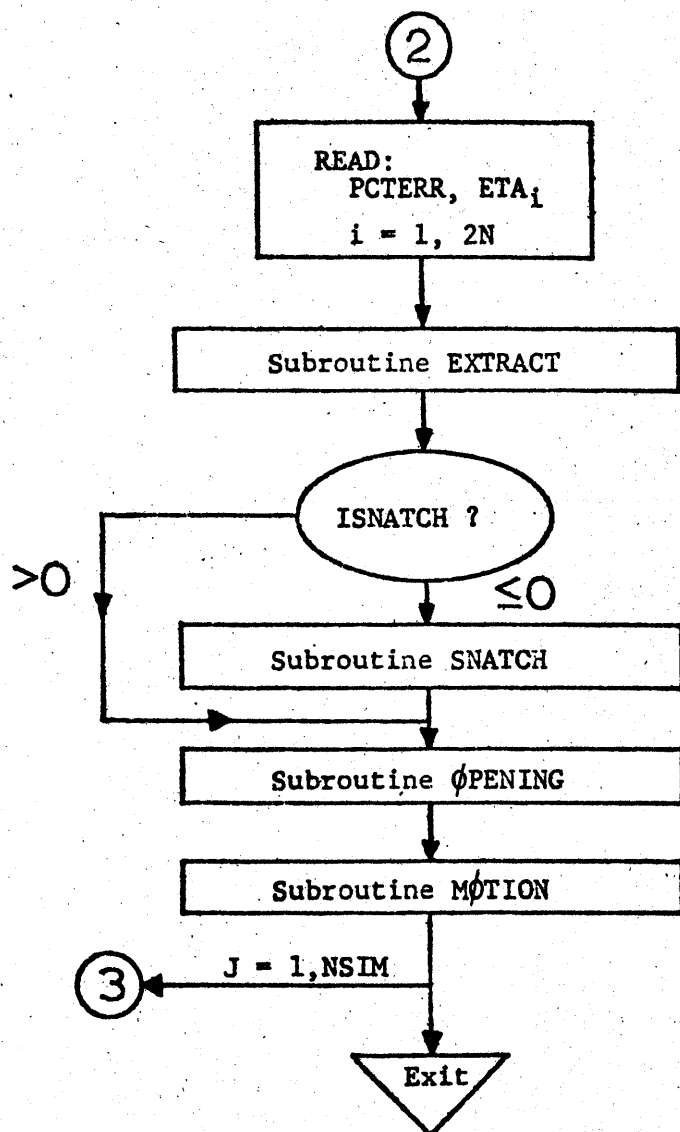 2
READ:
PCTERR, ETAi
i = 1, 2N
Subroutine EXTRACT
ISNATCH ?
>0
≤0
Subroutine SNATCH
Subroutine ØPENING
Subroutine MØTION
J = 1,NSIM
3
Exit